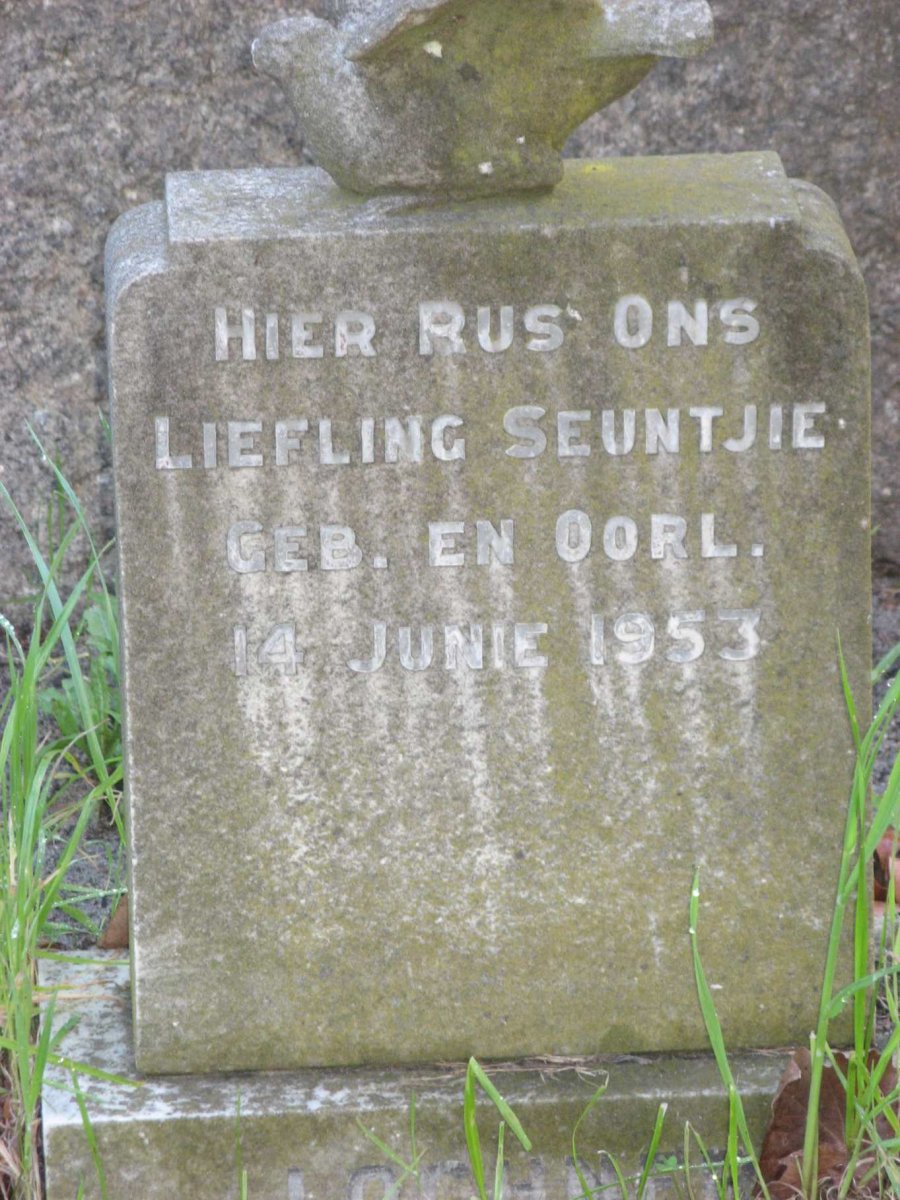 HIER RUS ONS
LIEFLING SEUNTJIE
GEB. EN OORL.
14 JUNIE 1953